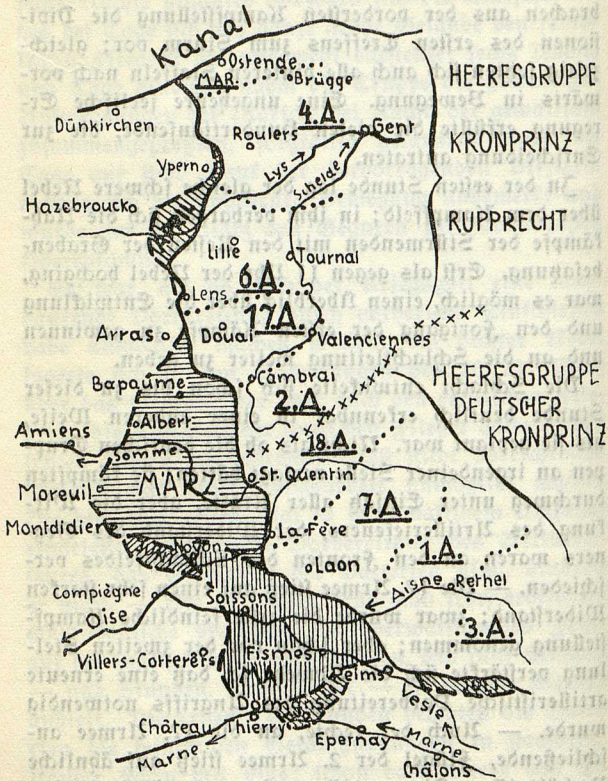 Kanal
Ostende
MAR.
Brügge
HEERESGRUPPE
KRONPRINZ
RUPPRECHT
Dünkirchen
4.A.
Roulers
Gent
Ypern
Lys
Schelde
Hazebrouck
Lille
Tournal
6.A
Lens
17.A.
Arras
Douai
Valenciennes
Cambrai
HEERESGRUPPE
DEUTSCHER
KRONPRINZ
Bapaume
2.A.
Albert
Amiens
18.A.
Somme
MÄRZ
St. Quentin
Moreuil
7.A.
Montdidier
La-Fère
Noyon
1.A.
Laon
Compiègne
Aisne
Rethel
Soissons
Oise
3.A.
Villers-Cotterêts
Fismes
MAI
Reims
Dormans
Vesle
Château Thierry
Epernay
Marne
Marne
Châlons